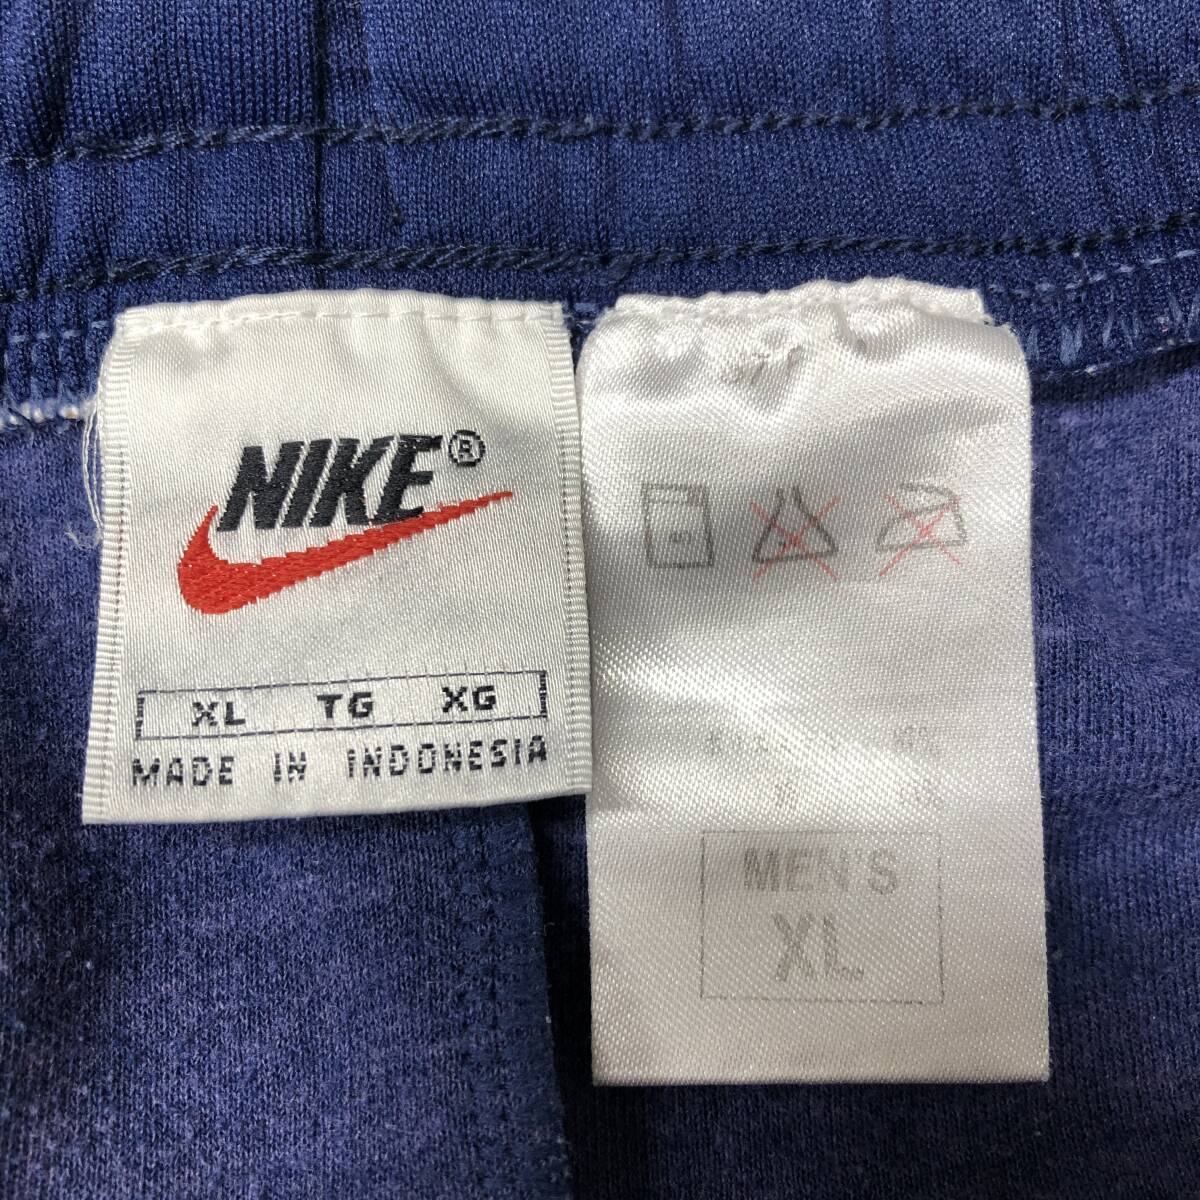 NIKE®
XL TG XG
MADE IN INDONESIA
MEN'S
XL